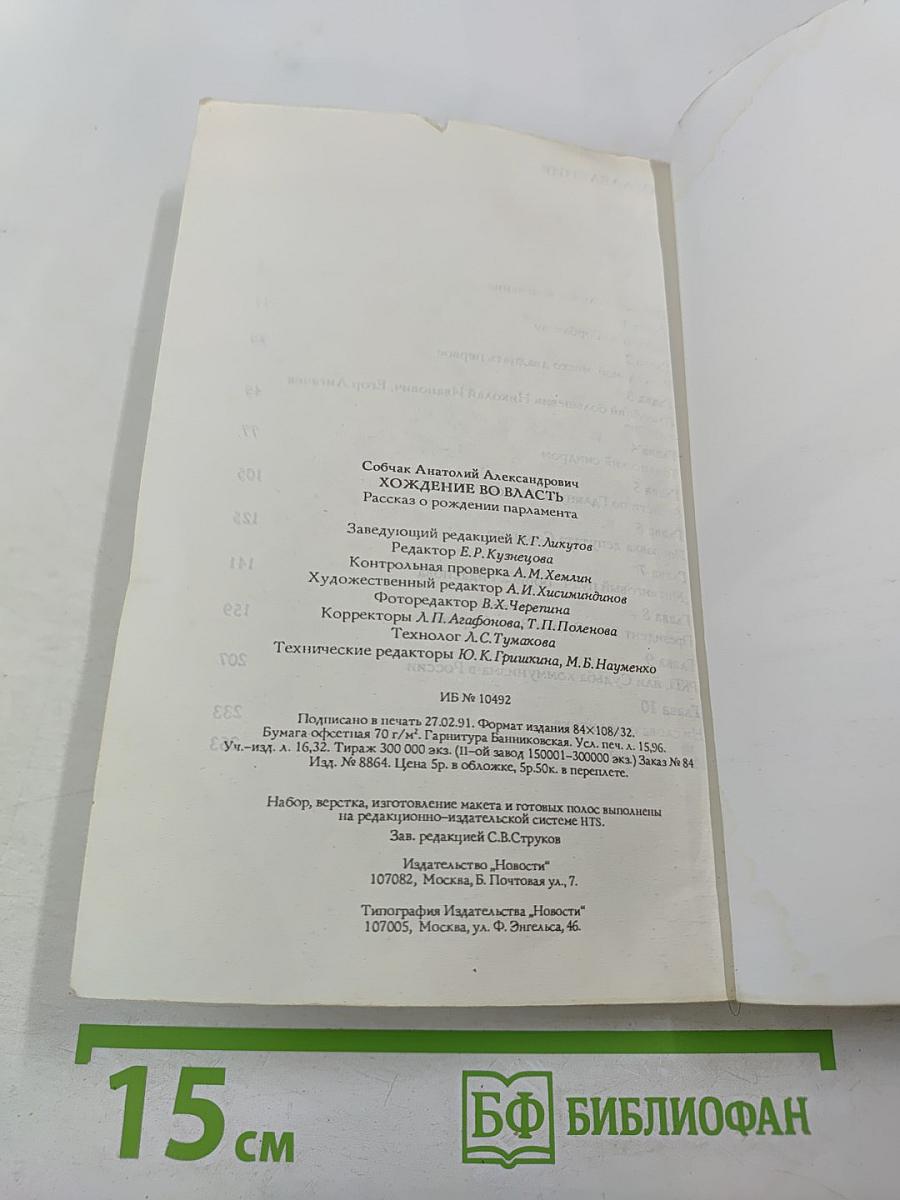 Собчак Анатолий Александрович
ХОЖДЕНИЕ ВО ВЛАСТЬ
Рассказ о рождении парламента
Заведующий редакцией К.Г.Ликутов
Редактор Е.Р.Кузнецова
Контрольная проверка А.М.Хемлин
Художественный редактор А.И.Хисиминдинов
Фоторедактор В.Х.Черепина
Корректоры Л.П.Агафонова, Т.П.Поленова
Технолог Л.С.Тумакова
Технические редакторы Ю.К.Гришкина, М.Б.Науменко
ИБ № 10492
Подписано в печать 27.02.91. Формат издания 84×108/32.
Бумага офсетная 70 г/м². Гарнитура Банниковская. Усл. печ. л. 15,96.
Уч.-изд. л. 16,32. Тираж 300 000 экз. (II-ой завод 150001-300000 экз.) Заказ № 84
Изд. № 8864. Цена 5р. в обложке, 5р.50к. в переплете.
Набор, верстка, изготовление макета и готовых полос выполнены
на редакционно-издательской системе HTS.
Зав. редакцией С.В.Струков
Издательство „Новости"
107082, Москва, Б. Почтовая ул., 7.
Типография Издательства „Новости"
107005, Москва, ул. Ф. Энгельса, 46.
15 см
БФ БИБЛИОФАН